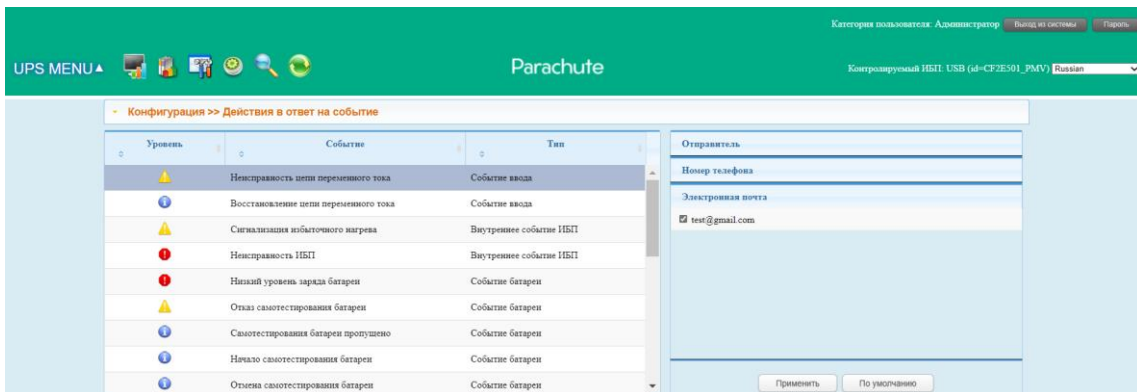 Категория пользователя: Администратор Выход из системы Пароль
UPS MENU▲ Parachute Контролируемый ИБП: USB (id=CF2E501_PMV) Russian
Конфигурация >> Действия в ответ на событие
Уровень Событие Тип
Неисправность цепи переменного тока Событие ввода
Восстановление цепи переменного тока Событие ввода
Сигнализация избыточного нагрева Внутреннее событие ИБП
Неисправность ИБП Внутреннее событие ИБП
Низкий уровень заряда батареи Событие батареи
Отказ самотестирования батареи Событие батареи
Самотестирования батареи пропущено Событие батареи
Начало самотестирования батареи Событие батареи
Отмена самотестирования батареи Событие батареи
Отправитель
Номер телефона
Электронная почта
test@gmail.com
Применить По умолчанию